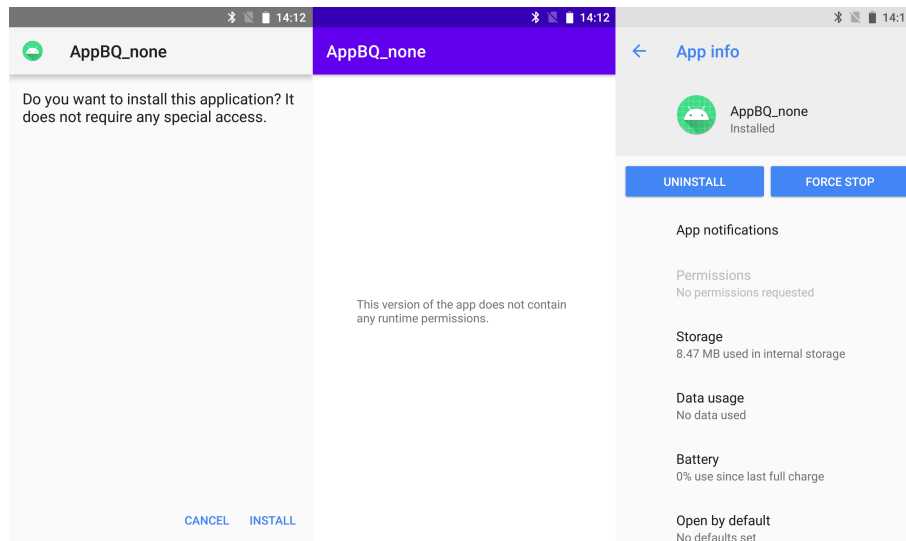 14:12
AppBQ_none
Do you want to install this application? It
does not require any special access.
CANCEL INSTALL
14:12
AppBQ_none
This version of the app does not contain
any runtime permissions.
14:1
App info
AppBQ_none
Installed
UNINSTALL FORCE STOP
App notifications
Permissions
No permissions requested
Storage
8.47 MB used in internal storage
Data usage
No data used
Battery
0% use since last full charge
Open by default
No defaults set